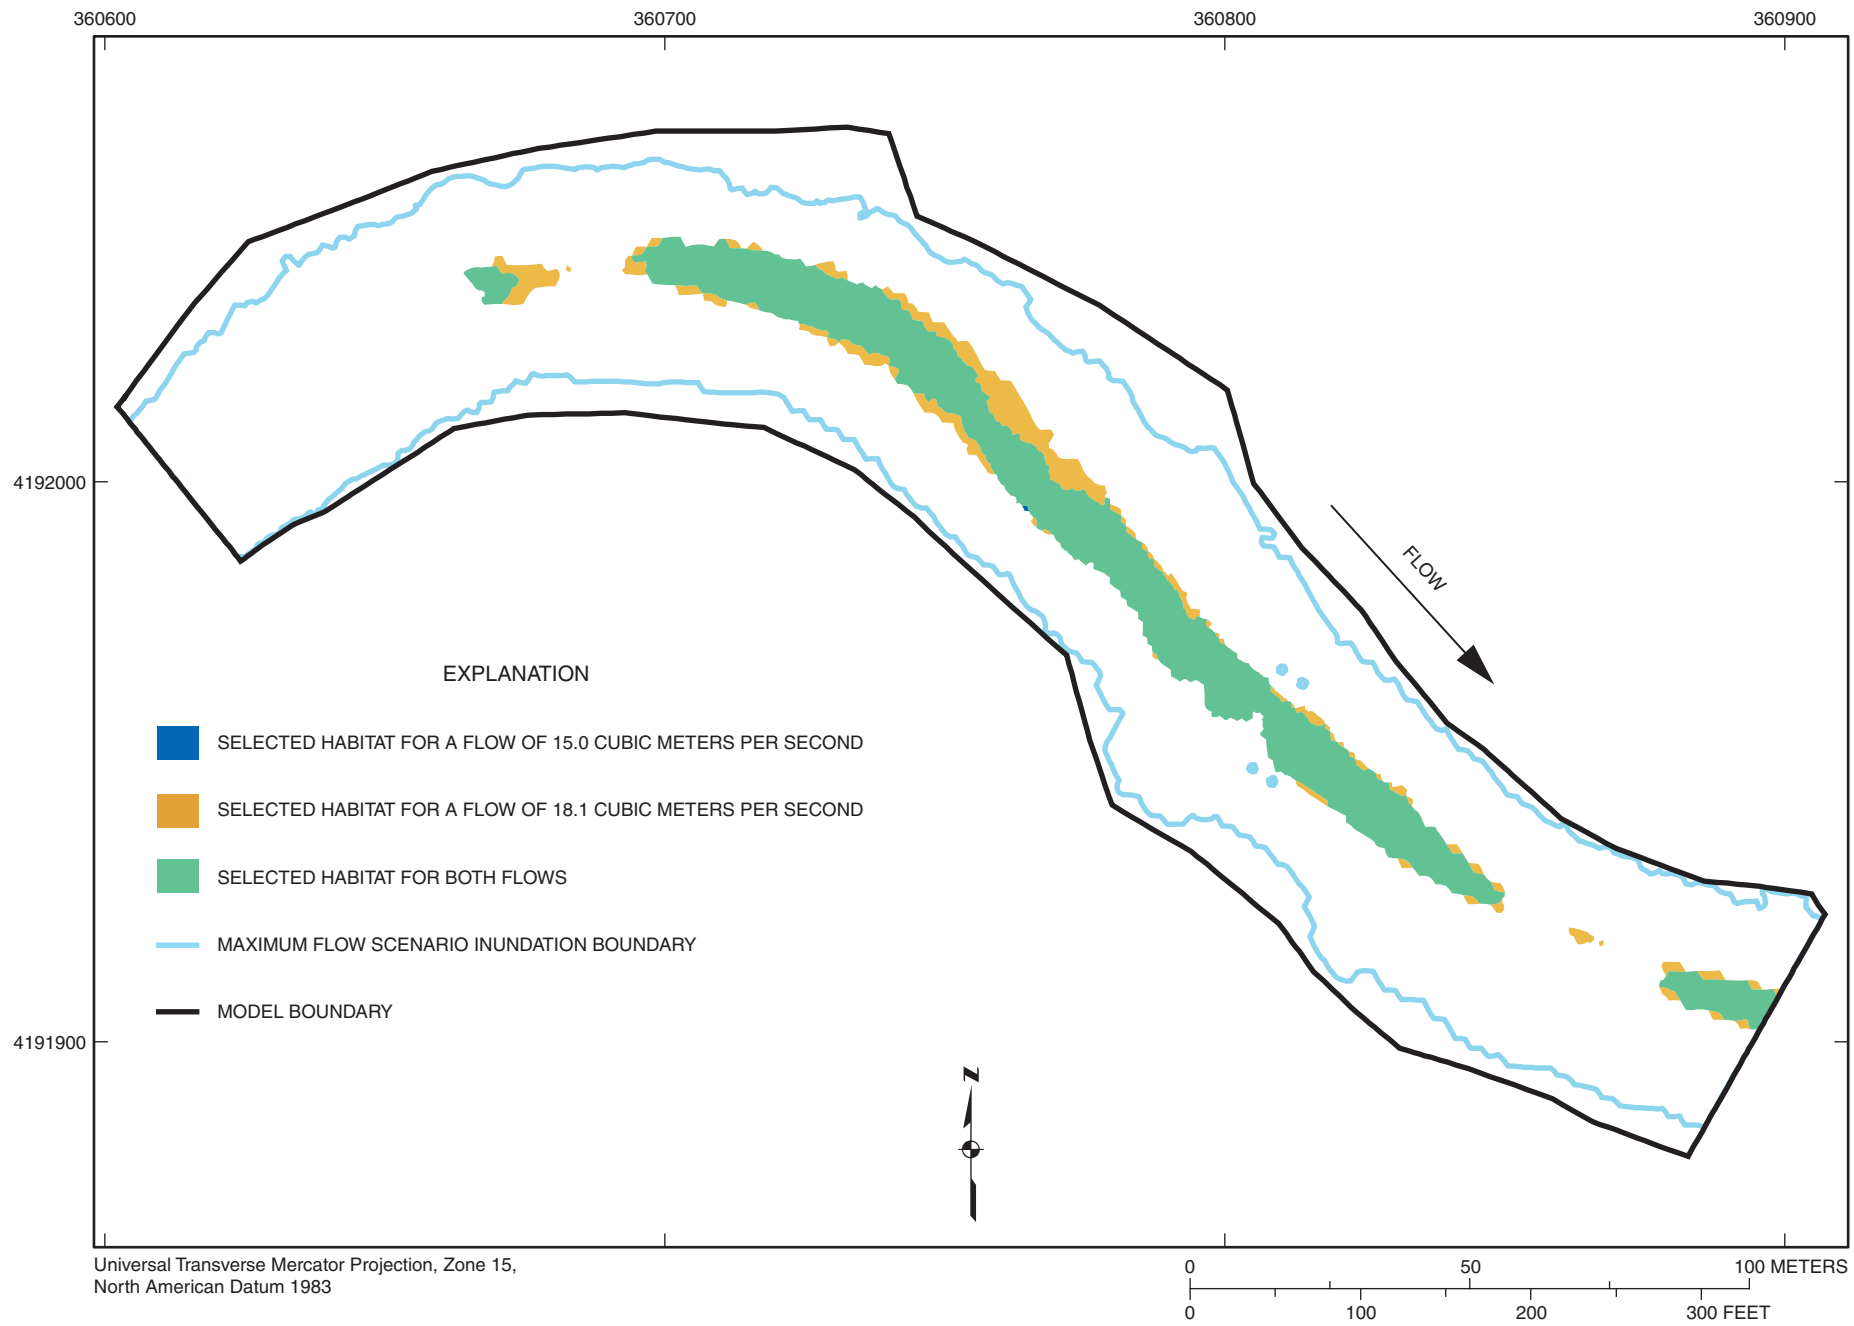 360600
360700
360800
360900
4192000
FLOW
EXPLANATION
SELECTED HABITAT FOR A FLOW OF 15.0 CUBIC METERS PER SECOND
SELECTED HABITAT FOR A FLOW OF 18.1 CUBIC METERS PER SECOND
SELECTED HABITAT FOR BOTH FLOWS
MAXIMUM FLOW SCENARIO INUNDATION BOUNDARY
MODEL BOUNDARY
4191900
N
Universal Transverse Mercator Projection, Zone 15,
North American Datum 1983
0 50 100 METERS
0 100 200 300 FEET